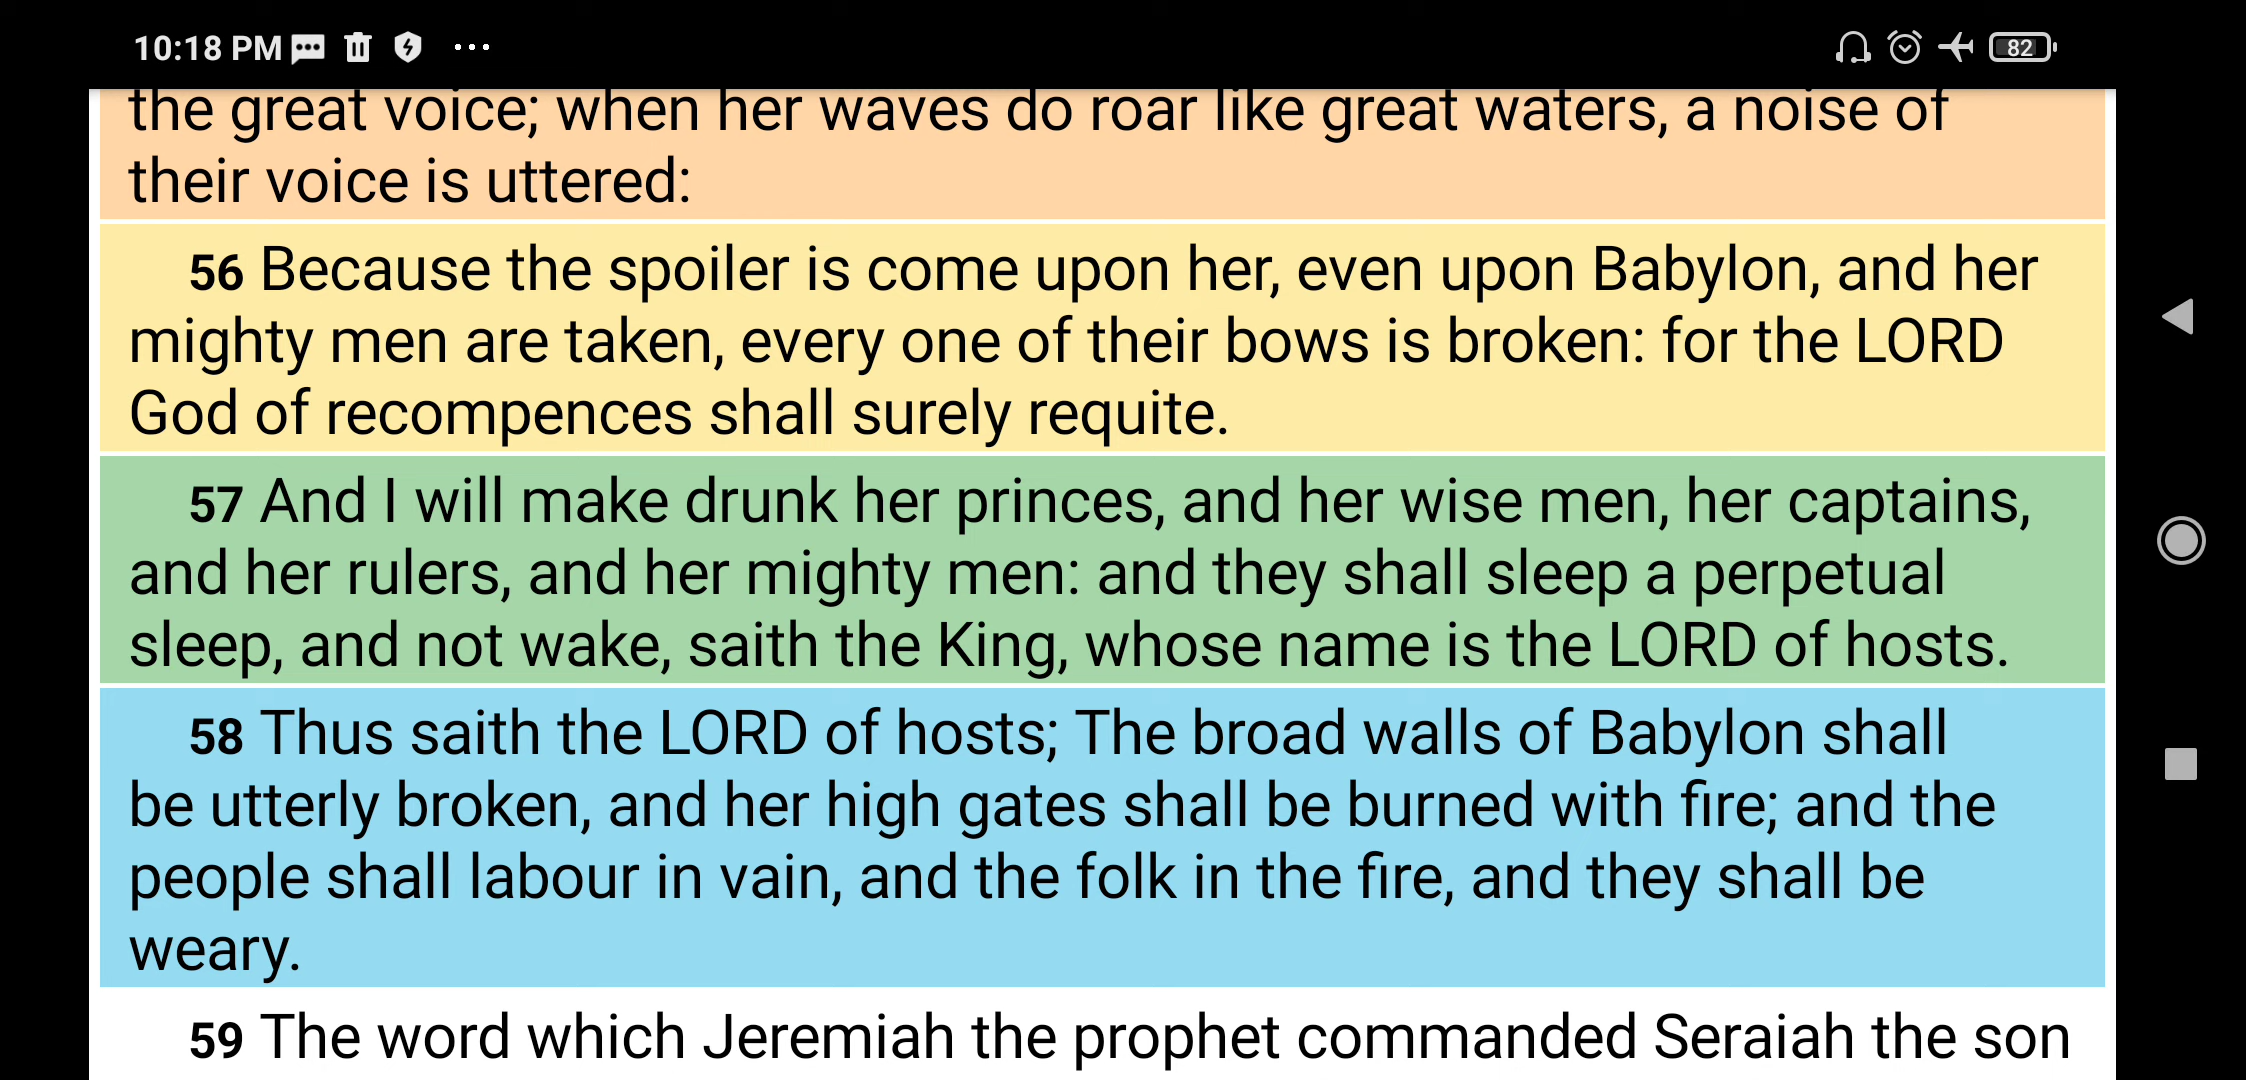 10:18 PM
82
the great voice; when her waves do roar like great waters, a noise of
their voice is uttered:
56 Because the spoiler is come upon her, even upon Babylon, and her
mighty men are taken, every one of their bows is broken: for the LORD
God of recompences shall surely requite.
57 And I will make drunk her princes, and her wise men, her captains,
and her rulers, and her mighty men: and they shall sleep a perpetual
sleep, and not wake, saith the King, whose name is the LORD of hosts.
58 Thus saith the LORD of hosts; The broad walls of Babylon shall
be utterly broken, and her high gates shall be burned with fire; and the
people shall labour in vain, and the folk in the fire, and they shall be
weary.
59 The word which Jeremiah the prophet commanded Seraiah the son